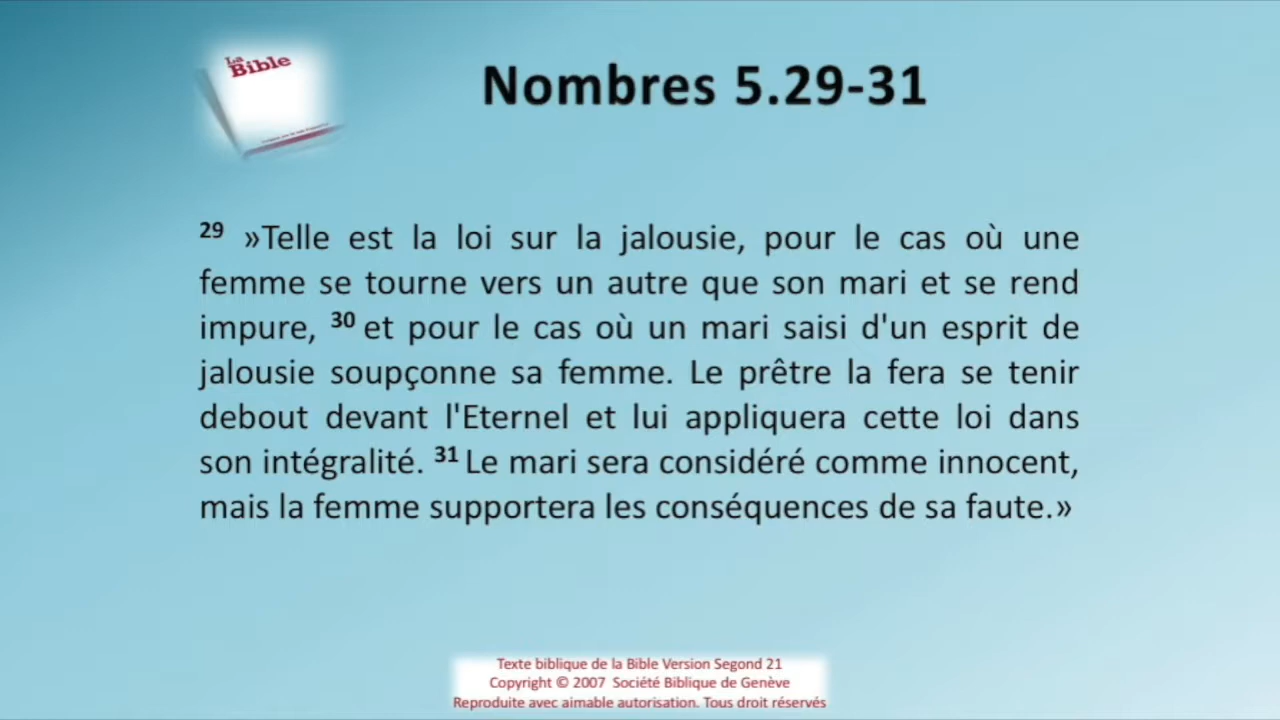 La
Bible
Nombres 5.29-31
29 »Telle est la loi sur la jalousie, pour le cas où une
femme se tourne vers un autre que son mari et se rend
impure, 30 et pour le cas où un mari saisi d'un esprit de
jalousie soupçonne sa femme. Le prêtre la fera se tenir
debout devant l'Eternel et lui appliquera cette loi dans
son intégralité. 31 Le mari sera considéré comme innocent,
mais la femme supportera les conséquences de sa faute.»
Texte biblique de la Bible Version Segond 21
Copyright © 2007 Société Biblique de Genève
Reproduite avec aimable autorisation. Tous droit réservés